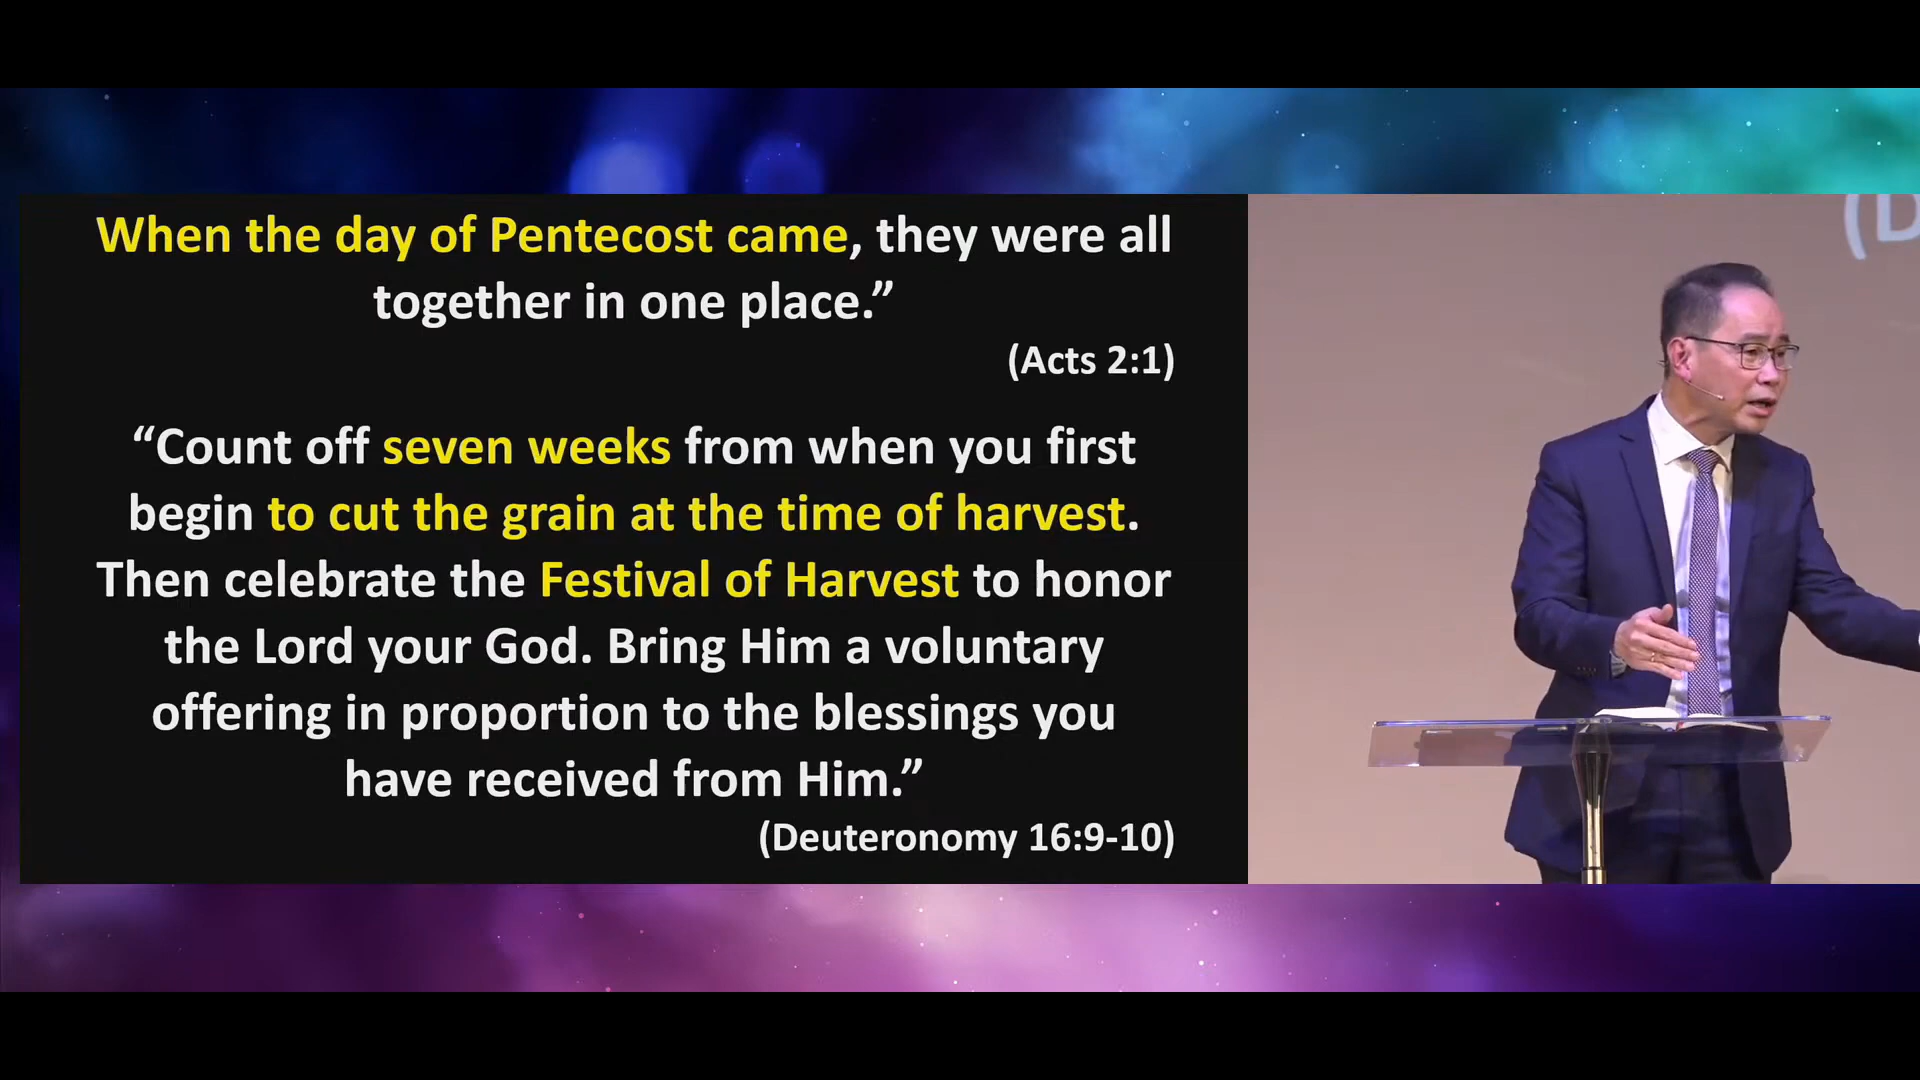 When the day of Pentecost came, they were all
together in one place.”
(Acts 2:1)
“Count off seven weeks from when you first
begin to cut the grain at the time of harvest.
Then celebrate the Festival of Harvest to honor
the Lord your God. Bring Him a voluntary
offering in proportion to the blessings you
have received from Him.”
(Deuteronomy 16:9-10)
(D